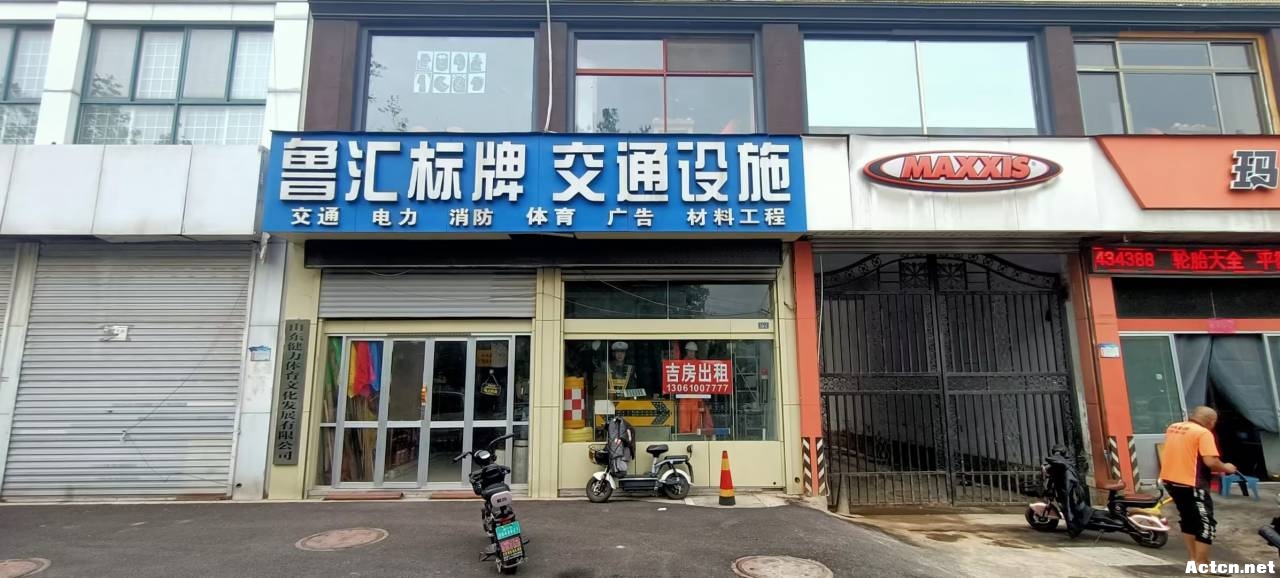 鲁汇标牌 交通设施
交通 电力 消防 体育 广告 材料工程
MAXXIS
玛
434388 轮胎大全 平衡
山东健力体育文化发展有限公司
吉房出租
13061007777
Actcn.net